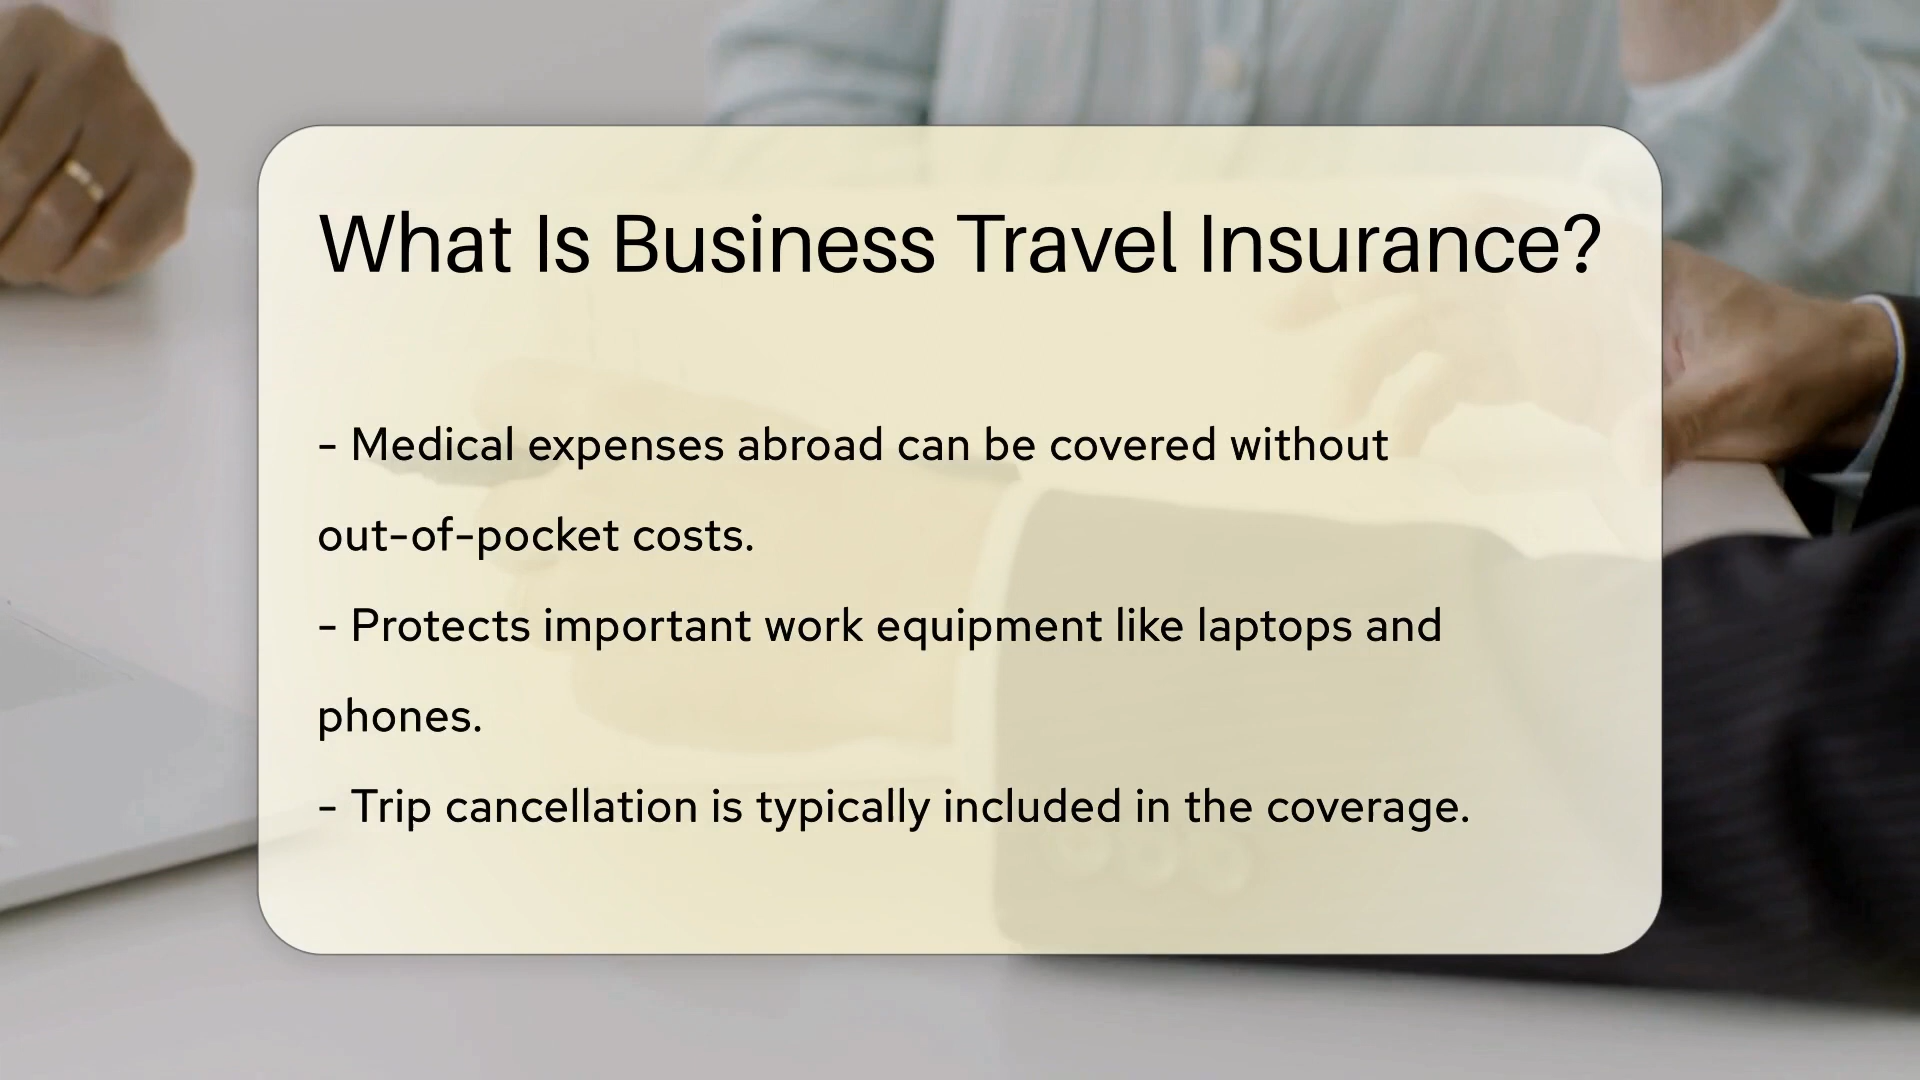 What Is Business Travel Insurance?
- Medical expenses abroad can be covered without
out-of-pocket costs.
- Protects important work equipment like laptops and
phones.
- Trip cancellation is typically included in the coverage.